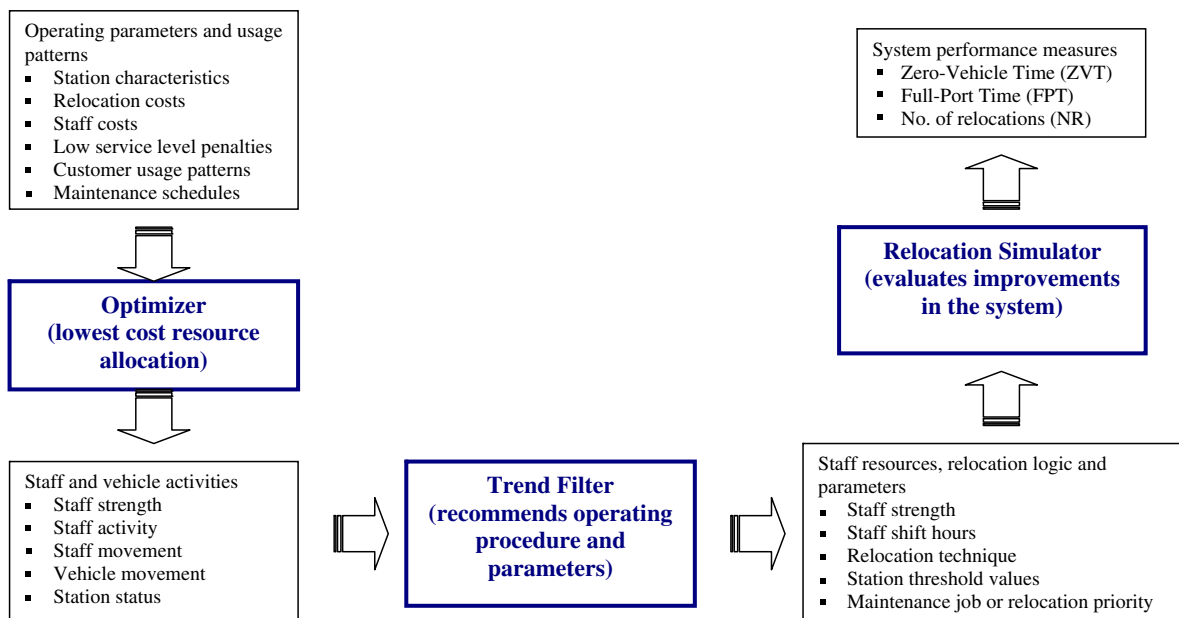 Operating parameters and usage
patterns
▪ Station characteristics
▪ Relocation costs
▪ Staff costs
▪ Low service level penalties
▪ Customer usage patterns
▪ Maintenance schedules
Optimizer
(lowest cost resource
allocation)
Staff and vehicle activities
▪ Staff strength
▪ Staff activity
▪ Staff movement
▪ Vehicle movement
▪ Station status
Trend Filter
(recommends operating
procedure and
parameters)
Staff resources, relocation logic and
parameters
▪ Staff strength
▪ Staff shift hours
▪ Relocation technique
▪ Station threshold values
▪ Maintenance job or relocation priority
Relocation Simulator
(evaluates improvements
in the system)
System performance measures
▪ Zero-Vehicle Time (ZVT)
▪ Full-Port Time (FPT)
▪ No. of relocations (NR)